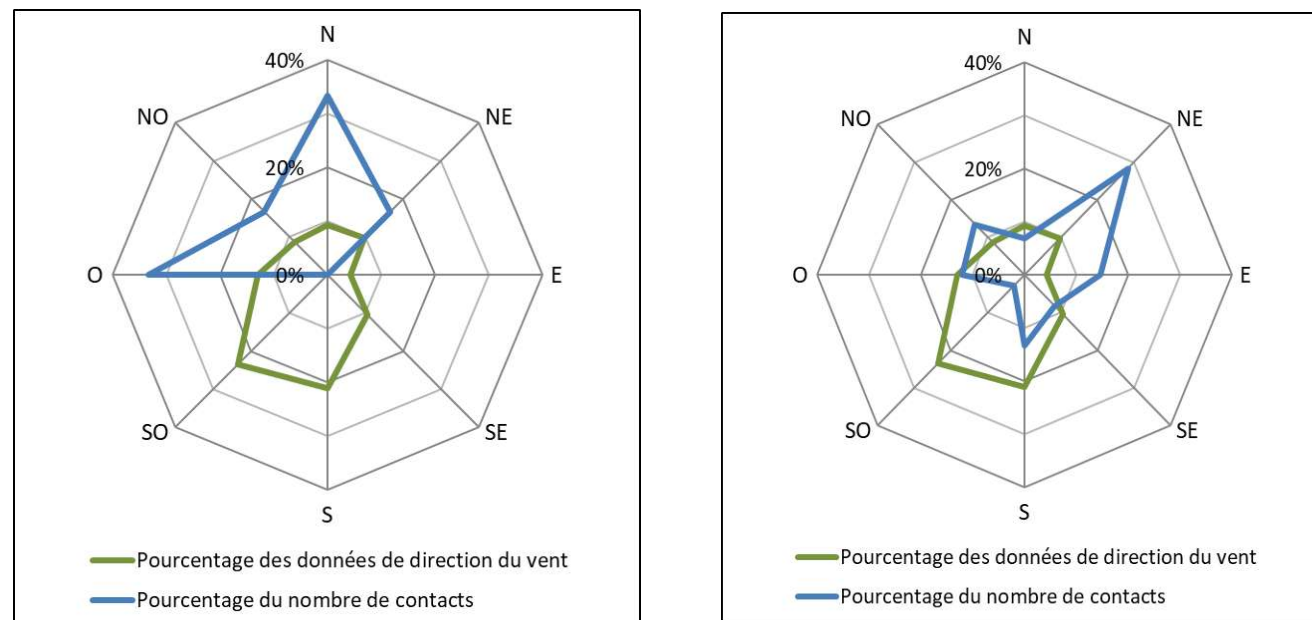 N
40%
NO
NE
20%
O
0%
E
SO
SE
S
Pourcentage des données de direction du vent
Pourcentage du nombre de contacts
N
40%
NO
NE
20%
O
0%
E
SO
SE
S
Pourcentage des données de direction du vent
Pourcentage du nombre de contacts